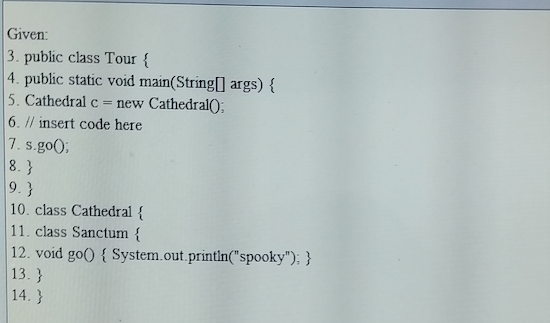 Given:
3. public class Tour {
4. public static void main(String[] args) {
5. Cathedral c = new Cathedral();
6. // insert code here
7. s.go();
8. }
9. }
10. class Cathedral {
11. class Sanctum {
12. void go() { System.out.println("spooky"); }
13. }
14. }